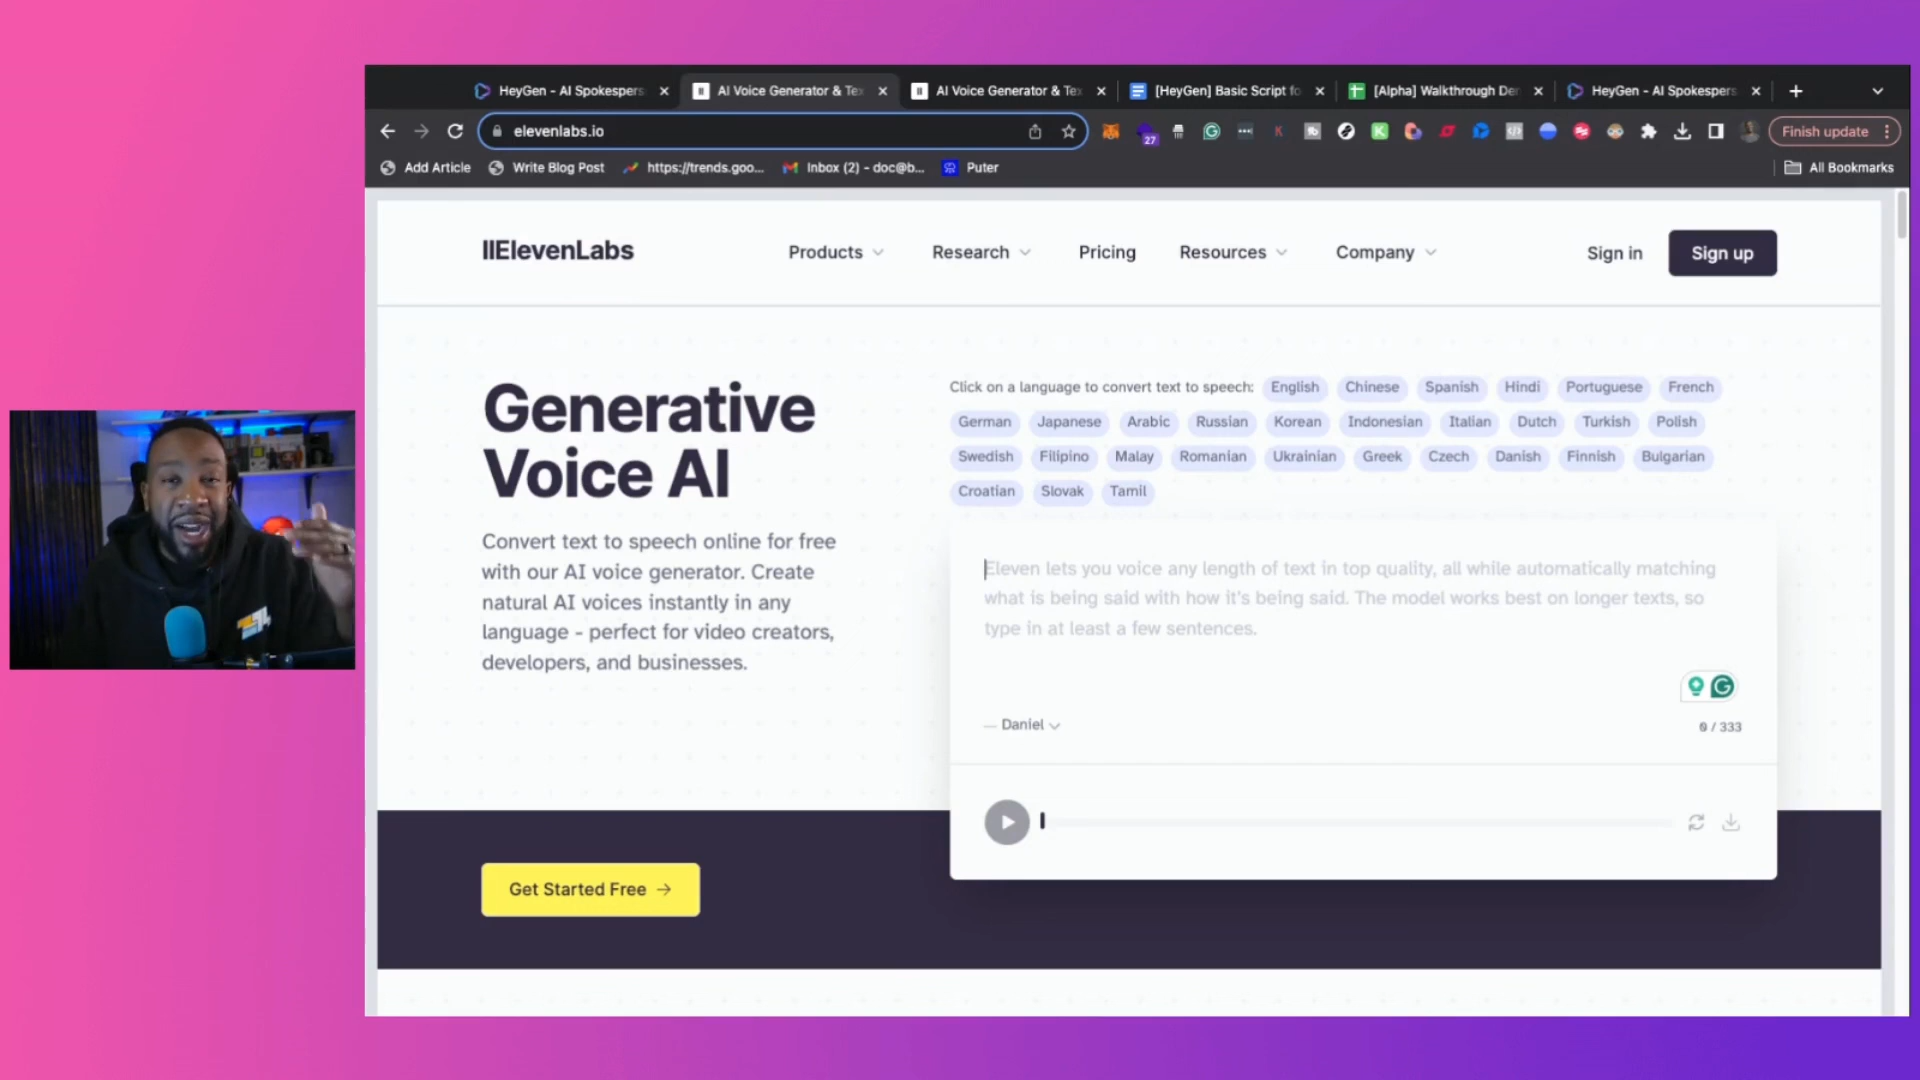 HeyGen - AI Spokespers
AI Voice Generator & Tex
AI Voice Generator & Tex
[HeyGen] Basic Script fo
[Alpha] Walkthrough Der
HeyGen - AI Spokespers
elevenlabs.io
27
Finish update
Add Article
Write Blog Post
https://trends.goo...
Inbox (2) - doc@b...
Puter
All Bookmarks
IIElevenLabs
Products
Research
Pricing
Resources
Company
Sign in
Sign up
Generative
Voice AI
Convert text to speech online for free
with our AI voice generator. Create
natural AI voices instantly in any
language - perfect for video creators,
developers, and businesses.
Get Started Free →
Click on a language to convert text to speech: English Chinese Spanish Hindi Portuguese French
German Japanese Arabic Russian Korean Indonesian Italian Dutch Turkish Polish
Swedish Filipino Malay Romanian Ukrainian Greek Czech Danish Finnish Bulgarian
Croatian Slovak Tamil
Eleven lets you voice any length of text in top quality, all while automatically matching
what is being said with how it's being said. The model works best on longer texts, so
type in at least a few sentences.
— Daniel
0 / 333